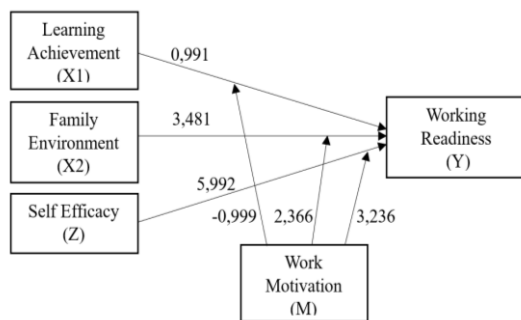 Learning
Achievement
(X1)
0,991
Family
Environment
(X2)
3,481
Working
Readiness
(Y)
Self Efficacy
(Z)
5,992
-0,999
2,366
3,236
Work
Motivation
(M)